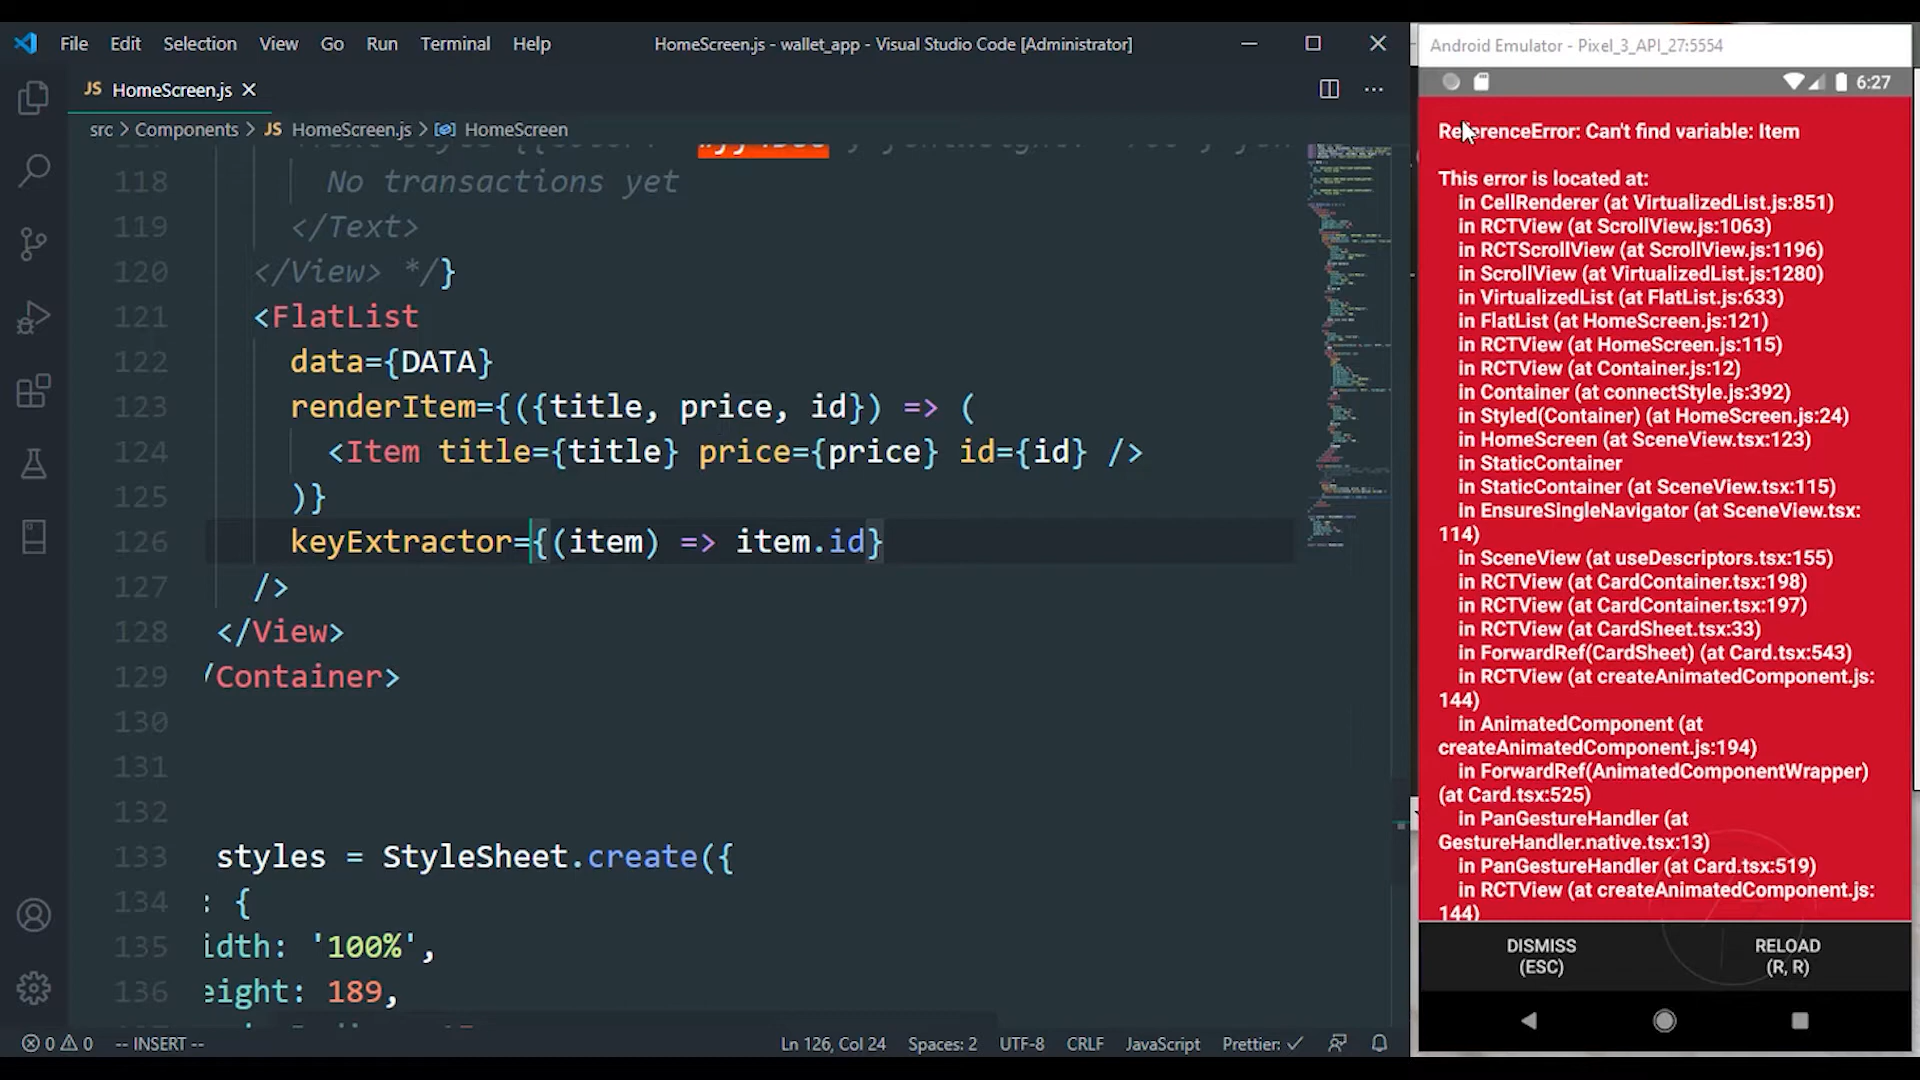 File Edit Selection View Go Run Terminal Help
HomeScreen.js - wallet_app - Visual Studio Code [Administrator]
JS HomeScreen.js
src > Components > JS HomeScreen.js > HomeScreen
118 No transactions yet
119 </Text>
120 </View> */}
121 <FlatList
122 data={DATA}
123 renderItem={({title, price, id}) => (
124 <Item title={title} price={price} id={id} />
125 )}
126 keyExtractor={(item) => item.id}
127 />
128 </View>
129 /Container>
130
131
132
133 styles = StyleSheet.create({
134 : {
135 idth: '100%',
136 eight: 189,
0 0 -- INSERT -- Ln 126, Col 24 Spaces: 2 UTF-8 CRLF JavaScript Prettier: ✓
Android Emulator - Pixel_3_API_27:5554
6:27
ReferenceError: Can't find variable: Item
This error is located at:
in CellRenderer (at VirtualizedList.js:851)
in RCTView (at ScrollView.js:1063)
in RCTScrollView (at ScrollView.js:1196)
in ScrollView (at VirtualizedList.js:1280)
in VirtualizedList (at FlatList.js:633)
in FlatList (at HomeScreen.js:121)
in RCTView (at HomeScreen.js:115)
in RCTView (at Container.js:12)
in Container (at connectStyle.js:392)
in Styled(Container) (at HomeScreen.js:24)
in HomeScreen (at SceneView.tsx:123)
in StaticContainer
in StaticContainer (at SceneView.tsx:115)
in EnsureSingleNavigator (at SceneView.tsx:
114)
in SceneView (at useDescriptors.tsx:155)
in RCTView (at CardContainer.tsx:198)
in RCTView (at CardContainer.tsx:197)
in RCTView (at CardSheet.tsx:33)
in ForwardRef(CardSheet) (at Card.tsx:543)
in RCTView (at createAnimatedComponent.js:
144)
in AnimatedComponent (at
createAnimatedComponent.js:194)
in ForwardRef(AnimatedComponentWrapper)
(at Card.tsx:525)
in PanGestureHandler (at
GestureHandler.native.tsx:13)
in PanGestureHandler (at Card.tsx:519)
in RCTView (at createAnimatedComponent.js:
144)
DISMISS
(ESC)
RELOAD
(R, R)